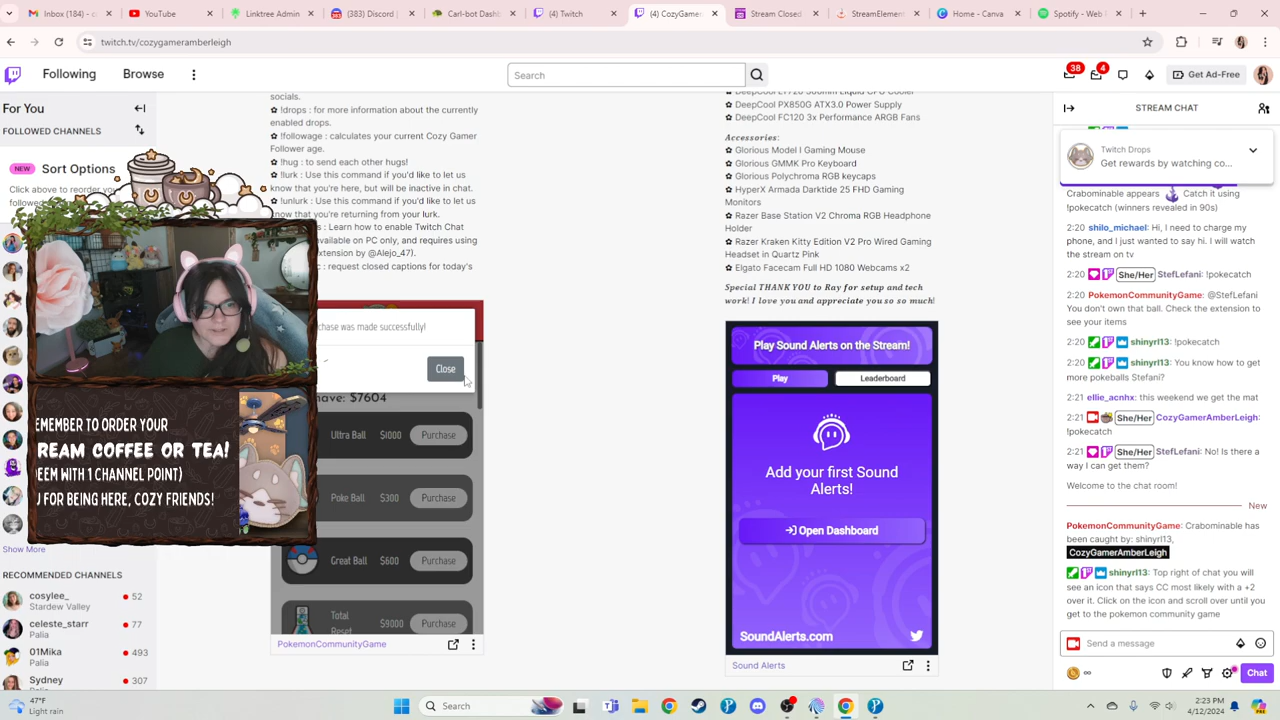 Inbox (184) - c
YouTube
Linktree Admin
(383) Discord |
Carl-bot Dash
(4) Twitch
(4) CozyGamer
Stream Closed
StreamElemen
Home - Canva
Spotify - Web
twitch.tv/cozygameramberleigh
Following
Browse
Search
38
4
Get Ad-Free
For You
FOLLOWED CHANNELS
NEW
Sort Options
Click above to reorder you
followed
socials.
✿ !drops : for more information about the currently
enabled drops.
✿ !followage : calculates your current Cozy Gamer
Follower age.
✿ !hug : to send each other hugs!
✿ !lurk : Use this command if you'd like to let us
know that you're here, but will be inactive in chat.
✿ !unlurk : Use this command if you'd like to let us
know that you're returning from your lurk.
: Learn how to enable Twitch Chat
vailable on PC only, and requires using
xtension by @Alejo_47).
c : request closed captions for today's
chase was made successfully!
Close
have: $7604
Ultra Ball
$1000
Purchase
Poke Ball
$300
Purchase
Great Ball
$600
Purchase
Total
Reset
$9000
Purchase
PokemonCommunityGame
EMEMBER TO ORDER YOUR
REAM COFFEE OR TEA!
EEM WITH 1 CHANNEL POINT)
FOR BEING HERE, COZY FRIENDS!
Show More
RECOMMENDED CHANNELS
cosylee_
52
Stardew Valley
celeste_starr
77
Palia
01Mika
493
Palia
Sydney
307
✿ DeepCool PX850G ATX3.0 Power Supply
✿ DeepCool FC120 3x Performance ARGB Fans
Accessories:
✿ Glorious Model I Gaming Mouse
✿ Glorious GMMK Pro Keyboard
✿ Glorious Polychroma RGB keycaps
✿ HyperX Armada Darktide 25 FHD Gaming
Monitors
✿ Razer Base Station V2 Chroma RGB Headphone
Holder
✿ Razer Kraken Kitty Edition V2 Pro Wired Gaming
Headset in Quartz Pink
✿ Elgato Facecam Full HD 1080 Webcams x2
Special THANK YOU to Ray for setup and tech
work! I love you and appreciate you so so much!
Play Sound Alerts on the Stream!
Play
Leaderboard
Add your first Sound
Alerts!
Open Dashboard
SoundAlerts.com
Sound Alerts
STREAM CHAT
Twitch Drops
Get rewards by watching co...
Crabominable appears Catch it using
!pokecatch (winners revealed in 90s)
2:20 shilo_michael: Hi, I need to charge my
phone, and I just wanted to say hi. I will watch
the stream on tv
2:20 She/Her StefLefani: !pokecatch
2:20 PokemonCommunityGame: @StefLefani
You don't own that ball. Check the extension to
see your items
2:20 shinyrl13: !pokecatch
2:20 shinyrl13: You know how to get
more pokeballs Stefani?
2:21 ellie_acnhx: this weekend we get the mat
2:21 She/Her CozyGamerAmberLeigh:
!pokecatch
2:21 She/Her StefLefani: No! Is there a
way I can get them?
Welcome to the chat room!
New
PokemonCommunityGame: Crabominable has
been caught by: shinyrl13,
CozyGamerAmberLeigh
shinyrl13: Top right of chat you will
see an icon that says CC most likely with a +2
over it. Click on the icon and scroll over until you
get to the pokemon community game
Send a message
∞
Chat
47°F
Light rain
Search
2:23 PM
4/12/2024